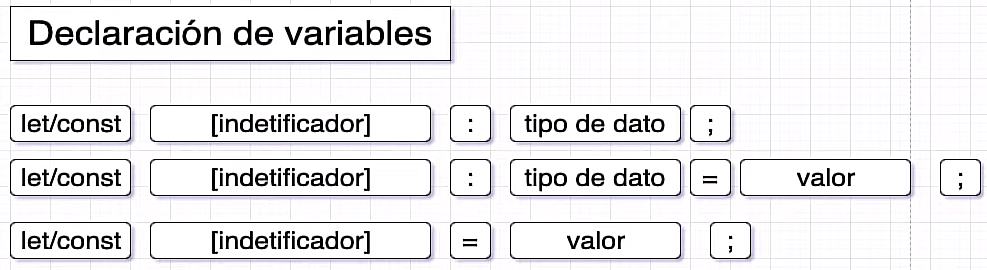 Declaración de variables
let/const [indetificador] : tipo de dato ;
let/const [indetificador] : tipo de dato = valor ;
let/const [indetificador] = valor ;